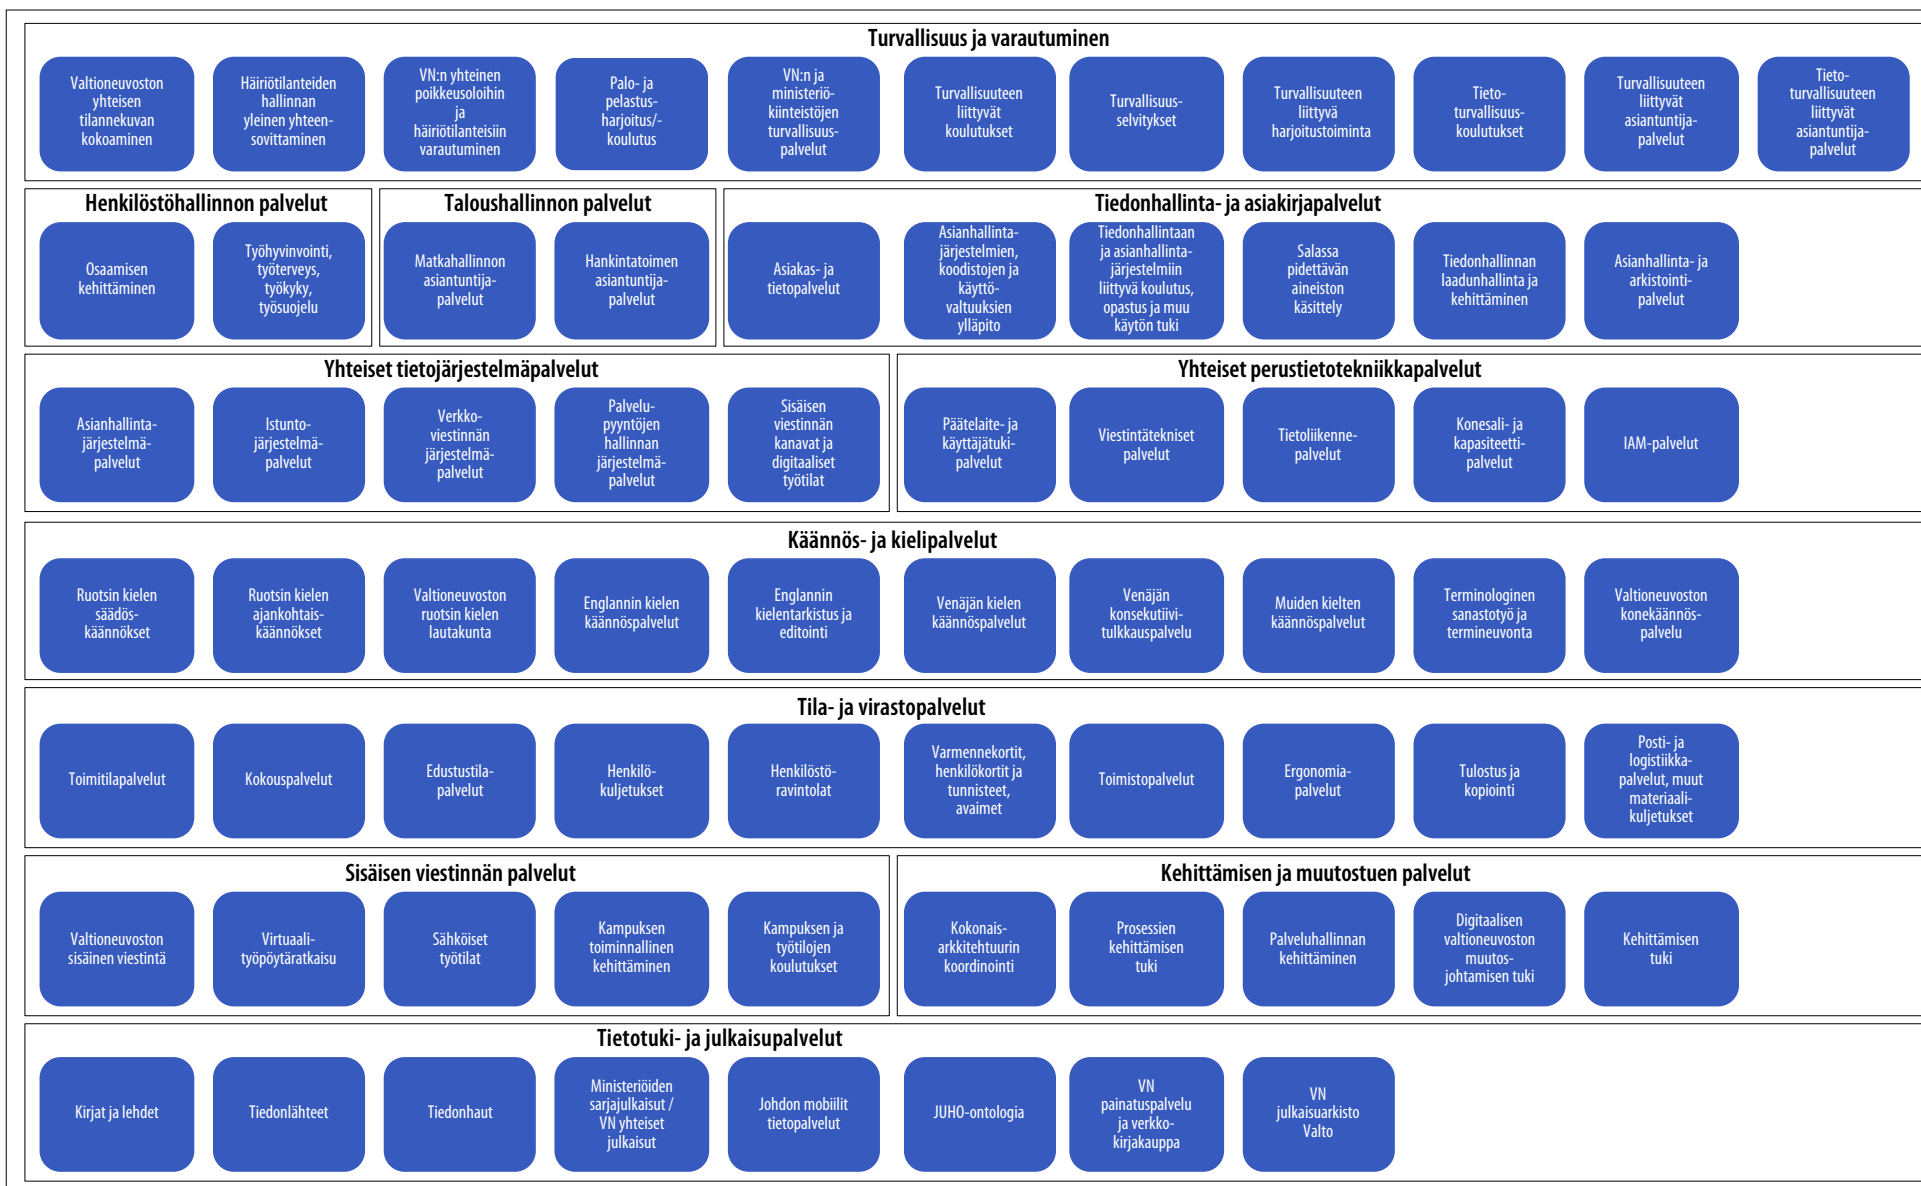 Turvallisuus ja varautuminen
Valtioneuvoston
yhteisen
tilannekuvan
kokoaminen
Häiriötilanteiden
hallinnan
yleinen yhteen-
sovittaminen
VN:n yhteinen
poikkeusoloihin
ja
häiriötilanteisiin
varautuminen
Palo- ja
pelastus-
harjoitus/-
koulutus
VN:n ja
ministeriö-
kiinteistöjen
turvallisuus-
palvelut
Turvallisuuteen
liittyvät
koulutukset
Turvallisuus-
selvitykset
Turvallisuuteen
liittyvä
harjoitustoiminta
Tieto-
turvallisuus-
koulutukset
Turvallisuuteen
liittyvät
asiantuntija-
palvelut
Tieto-
turvallisuuteen
liittyvät
asiantuntija-
palvelut
Henkilöstöhallinnon palvelut
Osaamisen
kehittäminen
Työhyvinvointi,
työterveys,
työkyky,
työsuojelu
Taloushallinnon palvelut
Matkahallinnon
asiantuntija-
palvelut
Hankintatoimen
asiantuntija-
palvelut
Tiedonhallinta- ja asiakirjapalvelut
Asiakas- ja
tietopalvelut
Asianhallinta-
järjestelmien,
koodistojen ja
käyttö-
valtuuksien
ylläpito
Tiedonhallintaan
ja asianhallinta-
järjestelmiin
liittyvä koulutus,
opastus ja muu
käytön tuki
Salassa
pidettävän
aineiston
käsittely
Tiedonhallinnan
laadunhallinta ja
kehittäminen
Asianhallinta- ja
arkistointi-
palvelut
Yhteiset tietojärjestelmäpalvelut
Asianhallinta-
järjestelmä-
palvelut
Istunto-
järjestelmä-
palvelut
Verkko-
viestinnän
järjestelmä-
palvelut
Palvelu-
pyyntöjen
hallinnan
järjestelmä-
palvelut
Sisäisen
viestinnän
kanavat ja
digitaaliset
työtilat
Yhteiset perustietotekniikkapalvelut
Päätelaite- ja
käyttäjätuki-
palvelut
Viestintätekniset
palvelut
Tietoliikenne-
palvelut
Konesali- ja
kapasiteetti-
palvelut
IAM-palvelut
Käännös- ja kielipalvelut
Ruotsin kielen
säädös-
käännökset
Ruotsin kielen
ajankohtais-
käännökset
Valtioneuvoston
ruotsin kielen
lautakunta
Englannin kielen
käännöspalvelut
Englannin
kielentarkistus ja
editointi
Venäjän kielen
käännöspalvelut
Venäjän
konsekutiivi-
tulkkauspalvelu
Muiden kielten
käännöspalvelut
Terminologinen
sanastotyö ja
termineuvonta
Valtioneuvoston
konekäännös-
palvelu
Tila- ja virastopalvelut
Toimitilapalvelut
Kokouspalvelut
Edustustila-
palvelut
Henkilö-
kuljetukset
Henkilöstö-
ravintolat
Varmennekortit,
henkilökortit ja
tunnisteet,
avaimet
Toimistopalvelut
Ergonomia-
palvelut
Tulostus ja
kopiointi
Posti- ja
logistiikka-
palvelut, muut
materiaali-
kuljetukset
Sisäisen viestinnän palvelut
Valtioneuvoston
sisäinen viestintä
Virtuaali-
työpöytäratkaisu
Sähköiset
työtilat
Kampuksen
toiminnallinen
kehittäminen
Kampuksen ja
työtilojen
koulutukset
Kehittämisen ja muutostuen palvelut
Kokonais-
arkkitehtuurin
koordinointi
Prosessien
kehittämisen
tuki
Palveluhallinnan
kehittäminen
Digitaalisen
valtioneuvoston
muutos-
johtamisen tuki
Kehittämisen
tuki
Tietotuki- ja julkaisupalvelut
Kirjat ja lehdet
Tiedonlähteet
Tiedonhaut
Ministeriöiden
sarjajulkaisut /
VN yhteiset
julkaisut
Johdon mobiilit
tietopalvelut
JUHO-ontologia
VN
painatuspalvelu
ja verkko-
kirjakauppa
VN
julkaisuarkisto
Valto